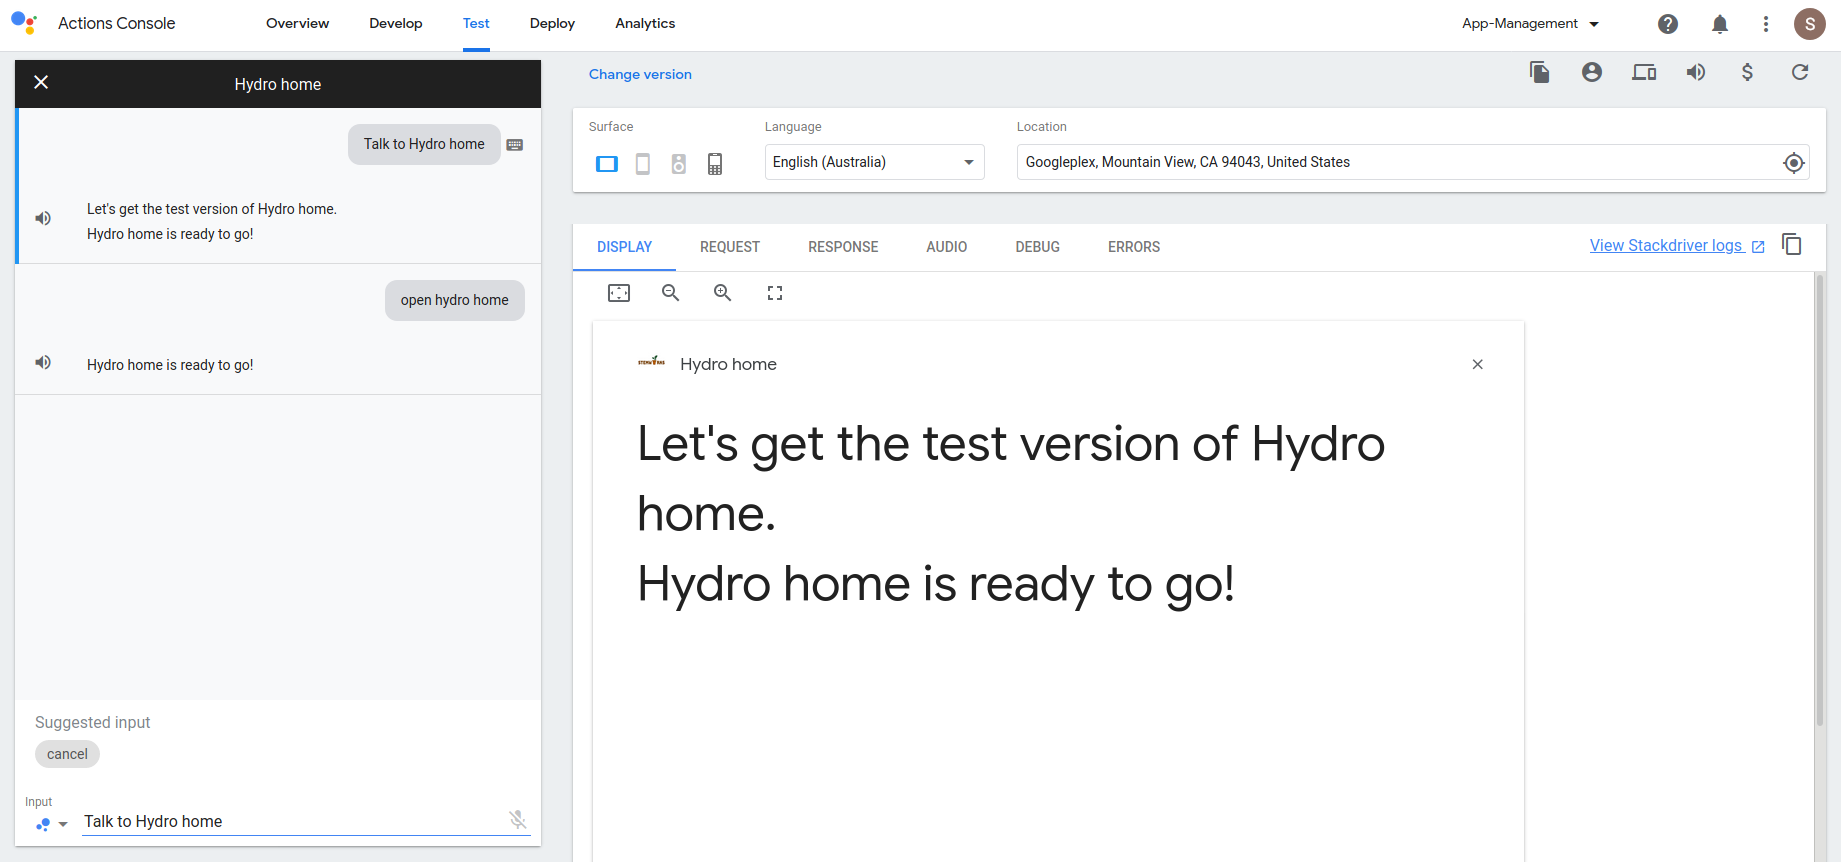 Actions Console
Overview
Develop
Test
Deploy
Analytics
App-Management
S
Hydro home
Talk to Hydro home
Let's get the test version of Hydro home.
Hydro home is ready to go!
open hydro home
Hydro home is ready to go!
Suggested input
cancel
Input
Talk to Hydro home
Change version
Surface
Language
Location
English (Australia)
Googleplex, Mountain View, CA 94043, United States
DISPLAY
REQUEST
RESPONSE
AUDIO
DEBUG
ERRORS
View Stackdriver logs
Hydro home
Let's get the test version of Hydro
home.
Hydro home is ready to go!